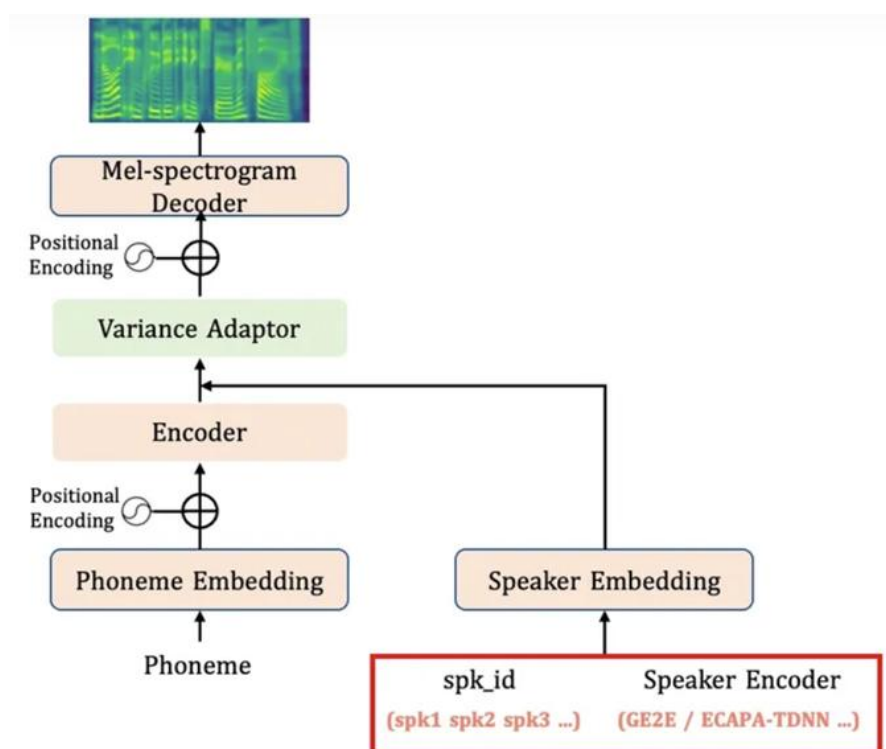 Mel-spectrogram
Decoder
Positional
Encoding
Variance Adaptor
Encoder
Positional
Encoding
Phoneme Embedding
Speaker Embedding
Phoneme
spk_id
Speaker Encoder
(spk1 spk2 spk3 ...)
(GE2E / ECAPA-TDNN ...)